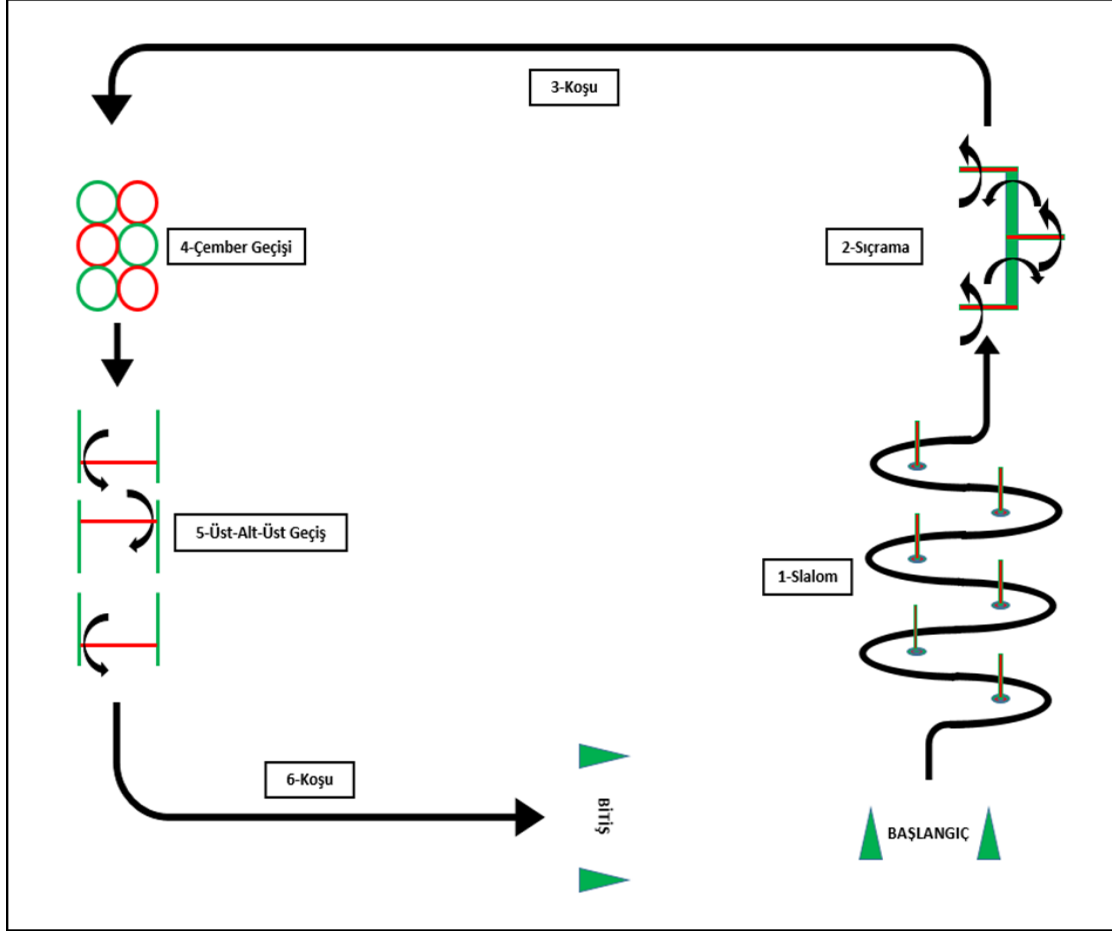 3-Koşu
4-Çember Geçişi
2-Sıçrama
5-Üst-Alt-Üst Geçiş
1-Slalom
6-Koşu
BİTİŞ
BAŞLANGIÇ